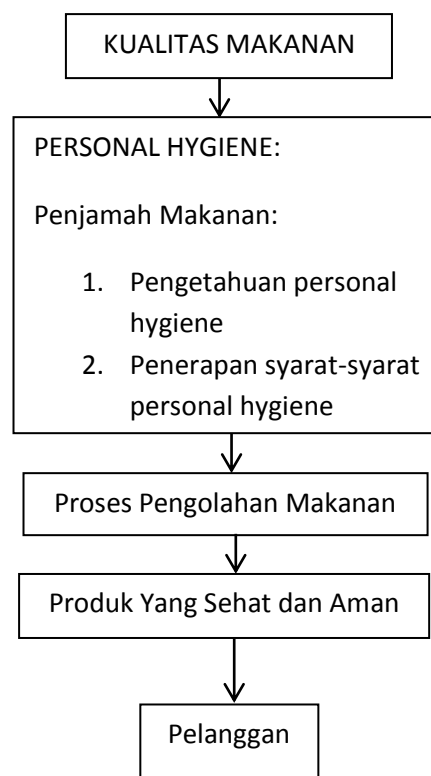 KUALITAS MAKANAN
PERSONAL HYGIENE:
Penjamah Makanan:
1. Pengetahuan personal
hygiene
2. Penerapan syarat-syarat
personal hygiene
Proses Pengolahan Makanan
Produk Yang Sehat dan Aman
Pelanggan